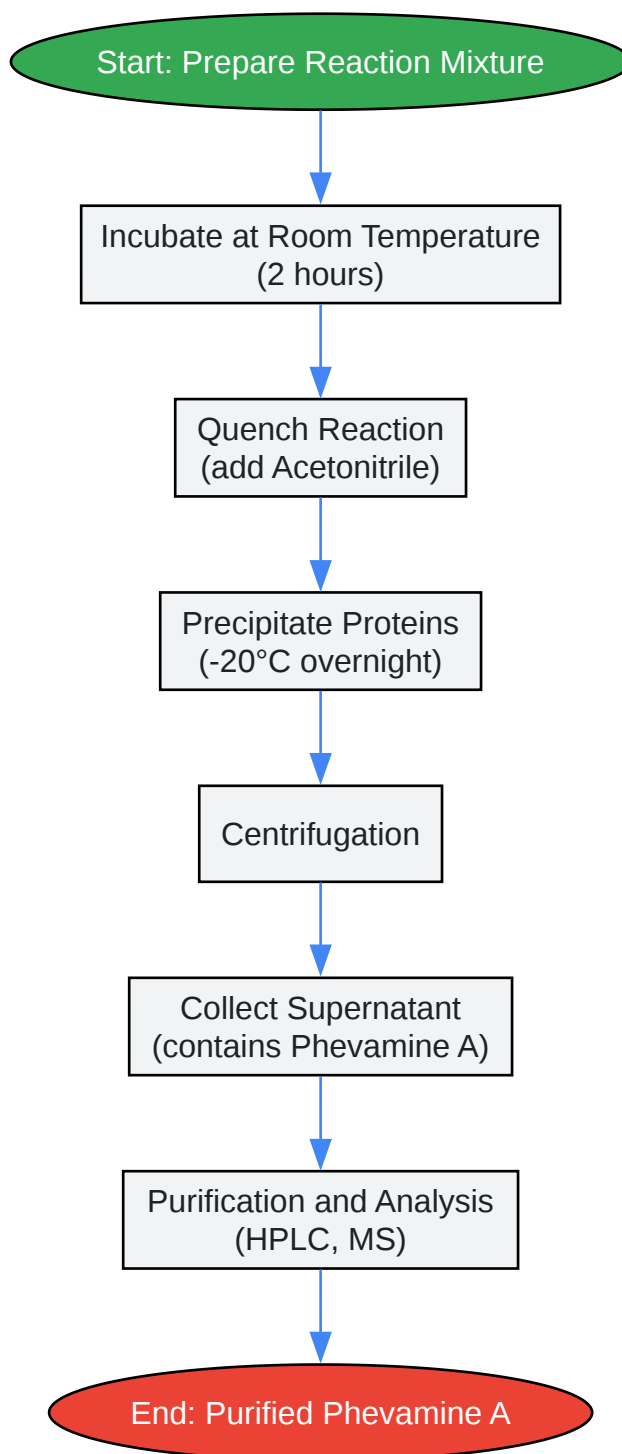 Start: Prepare Reaction Mixture
Incubate at Room Temperature
(2 hours)
Quench Reaction
(add Acetonitrile)
Precipitate Proteins
(-20°C overnight)
Centrifugation
Collect Supernatant
(contains Phevamine A)
Purification and Analysis
(HPLC, MS)
End: Purified Phevamine A